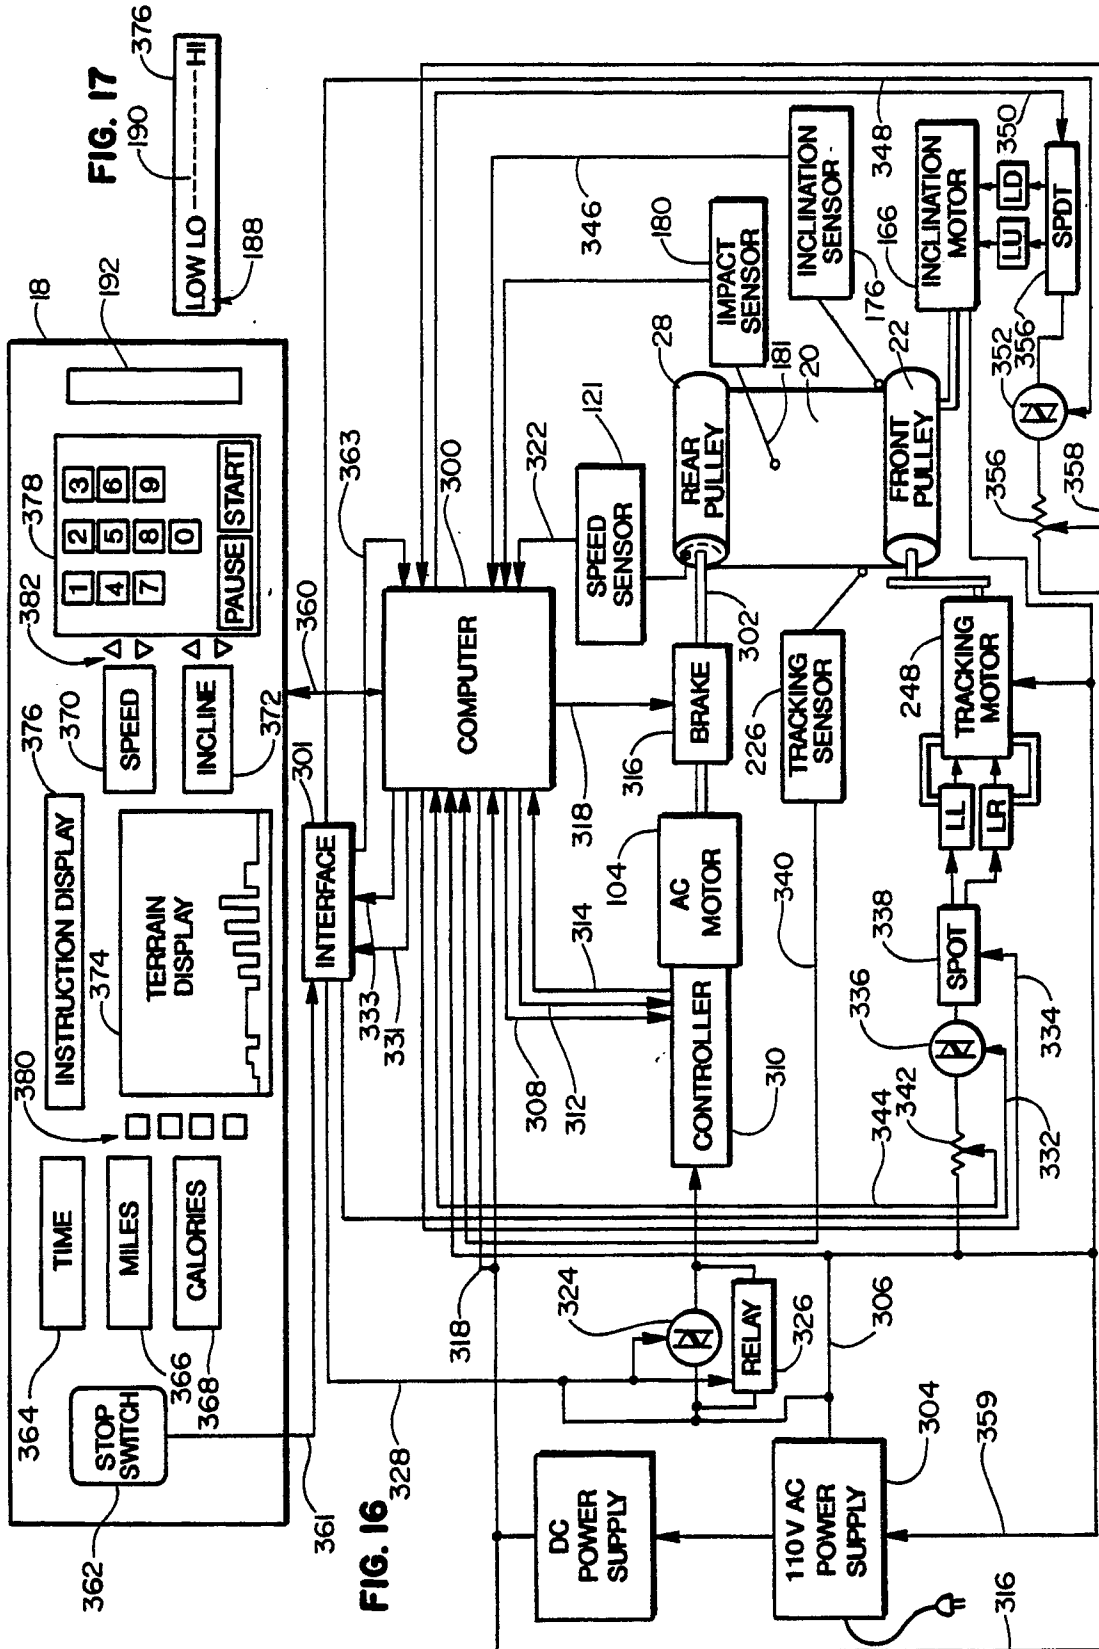 FIG. 17
376
190
LOW LO ---------- HI
188
18
192
362
STOP
SWITCH
364
TIME
366
MILES
368
CALORIES
380
INSTRUCTION DISPLAY
376
374
TERRAIN
DISPLAY
370
SPEED
372
INCLINE
382
378
1 2 3
4 5 6
7 8 9
0
PAUSE START
361
328
FIG. 16
301
INTERFACE
333
331
360
363
300
COMPUTER
318
308
312
314
318
322
346
348
350
DC
POWER
SUPPLY
110V AC
POWER
SUPPLY
304
359
316
306
324
RELAY
326
CONTROLLER
310
AC
MOTOR
104
BRAKE
316
302
SPEED
SENSOR
121
REAR
PULLEY
28
IMPACT
SENSOR
180
181
20
INCLINATION
SENSOR
176
FRONT
PULLEY
22
INCLINATION
MOTOR
166
LU
LD
SPDT
356
352
356
358
TRACKING
SENSOR
226
340
TRACKING
MOTOR
248
LL
LR
SPOT
338
336
342
344
332
334